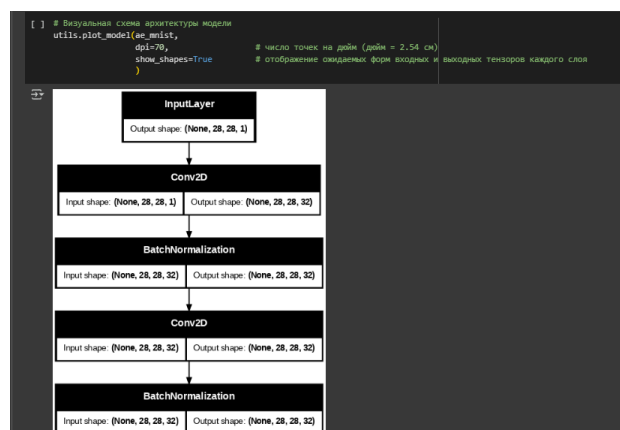 [ ] # Визуальная схема архитектуры модели
utils.plot_model(ae_mnist,
dpi=70, # число точек на дюйм (дюйм = 2.54 см)
show_shapes=True # отображение ожидаемых форм входных и выходных тензоров каждого слоя
)
InputLayer
Output shape: (None, 28, 28, 1)
Conv2D
Input shape: (None, 28, 28, 1) Output shape: (None, 28, 28, 32)
BatchNormalization
Input shape: (None, 28, 28, 32) Output shape: (None, 28, 28, 32)
Conv2D
Input shape: (None, 28, 28, 32) Output shape: (None, 28, 28, 32)
BatchNormalization
Input shape: (None, 28, 28, 32) Output shape: (None, 28, 28, 32)